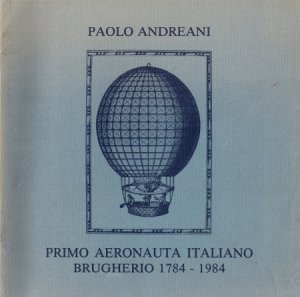 PAOLO ANDREANI
PRIMO AERONAUTA ITALIANO
BRUGHERIO 1784 - 1984